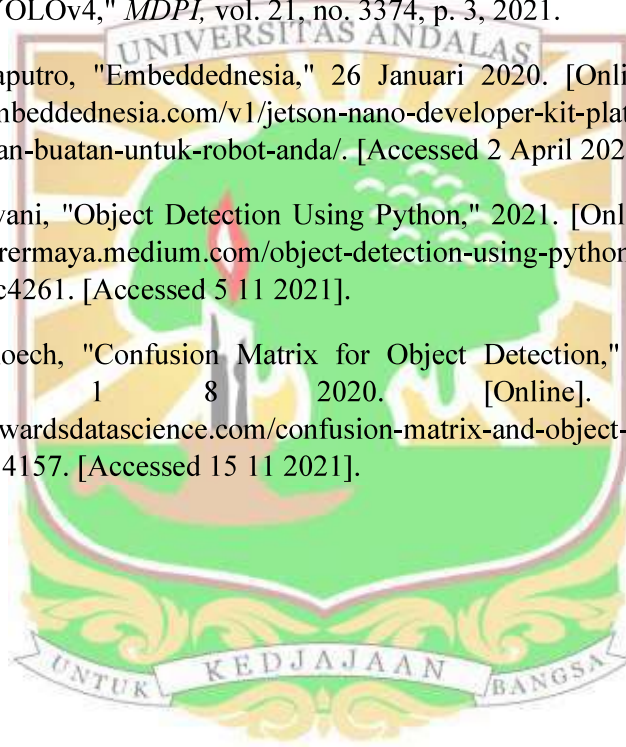 YOLOv4," MDPI, vol. 21, no. 3374, p. 3, 2021.
UNIVERSITAS ANDALAS
aputro, "Embeddednesia," 26 Januari 2020. [Onli
mbeddednesia.com/v1/jetson-nano-developer-kit-plat
an-buatan-untuk-robot-anda/. [Accessed 2 April 202
vani, "Object Detection Using Python," 2021. [Onl
rermaya.medium.com/object-detection-using-python
c4261. [Accessed 5 11 2021].
oech, "Confusion Matrix for Object Detection,"
1 8 2020. [Online].
wardsdatascience.com/confusion-matrix-and-object-
4157. [Accessed 15 11 2021].
UNTUK KEDJAJAAN BANGSA